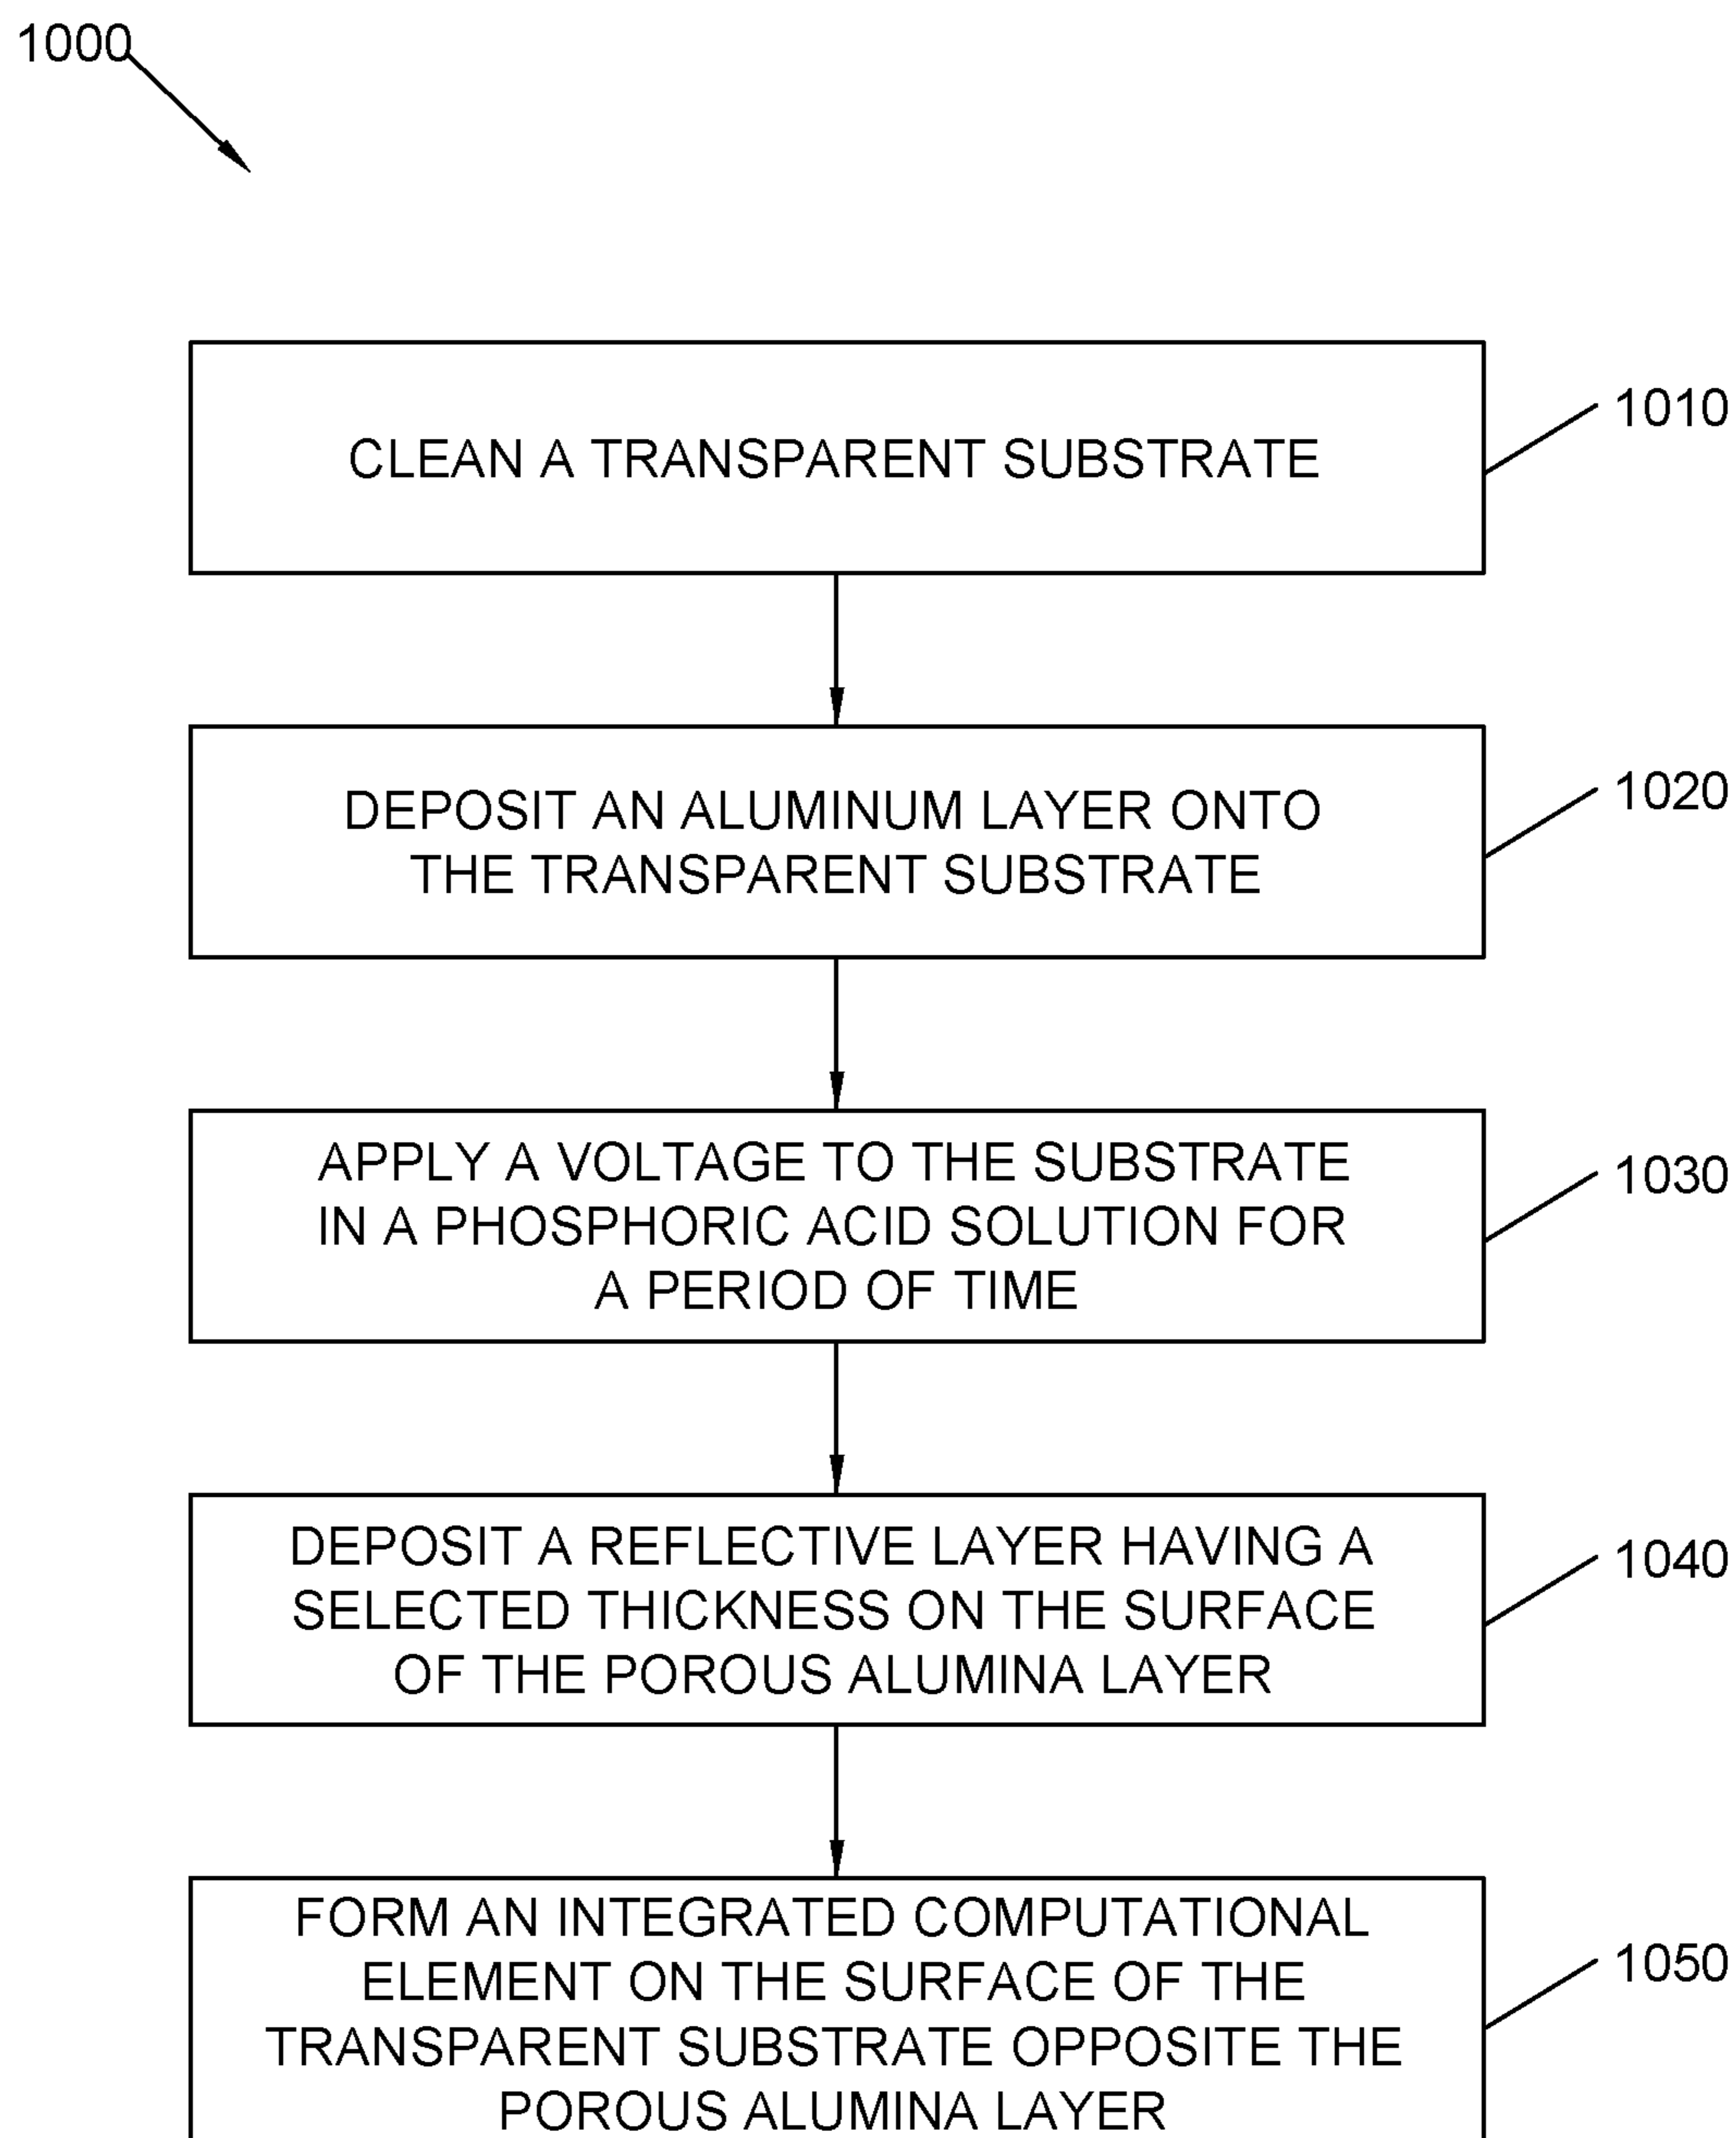 1000
CLEAN A TRANSPARENT SUBSTRATE
1010
DEPOSIT AN ALUMINUM LAYER ONTO
THE TRANSPARENT SUBSTRATE
1020
APPLY A VOLTAGE TO THE SUBSTRATE
IN A PHOSPHORIC ACID SOLUTION FOR
A PERIOD OF TIME
1030
DEPOSIT A REFLECTIVE LAYER HAVING A
SELECTED THICKNESS ON THE SURFACE
OF THE POROUS ALUMINA LAYER
1040
FORM AN INTEGRATED COMPUTATIONAL
ELEMENT ON THE SURFACE OF THE
TRANSPARENT SUBSTRATE OPPOSITE THE
POROUS ALUMINA LAYER
1050